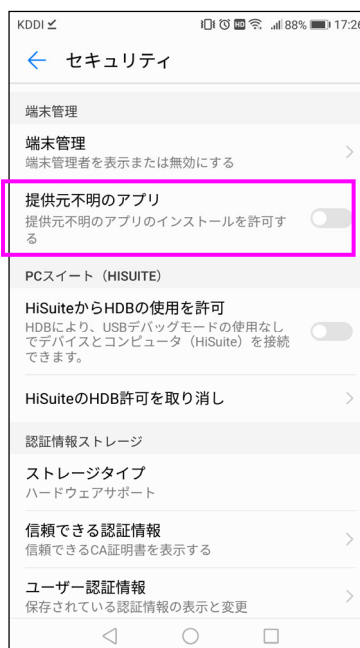 KDDI 88% 17:26
セキュリティ
端末管理
端末管理
端末管理者を表示または無効にする
提供元不明のアプリ
提供元不明のアプリのインストールを許可す
る
PCスイート（HISUITE）
HiSuiteからHDBの使用を許可
HDBにより、USBデバッグモードの使用なし
でデバイスとコンピュータ（HiSuite）を接続
できます。
HiSuiteのHDB許可を取り消し
認証情報ストレージ
ストレージタイプ
ハードウェアサポート
信頼できる認証情報
信頼できるCA証明書を表示する
ユーザー認証情報
保存されている認証情報の表示と変更